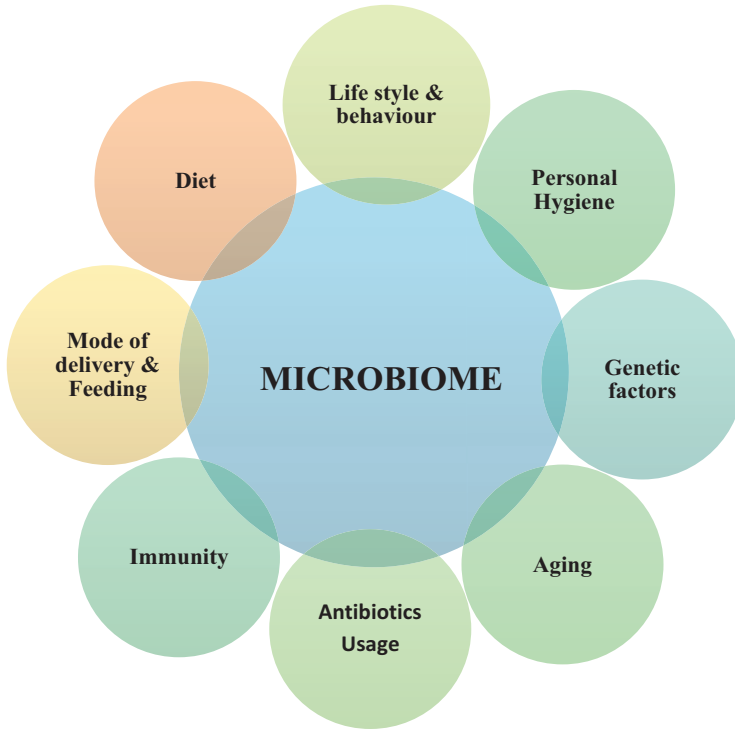 Life style &
behaviour
Personal
Hygiene
Genetic
factors
Aging
Antibiotics
Usage
Immunity
Mode of
delivery &
Feeding
Diet
MICROBIOME